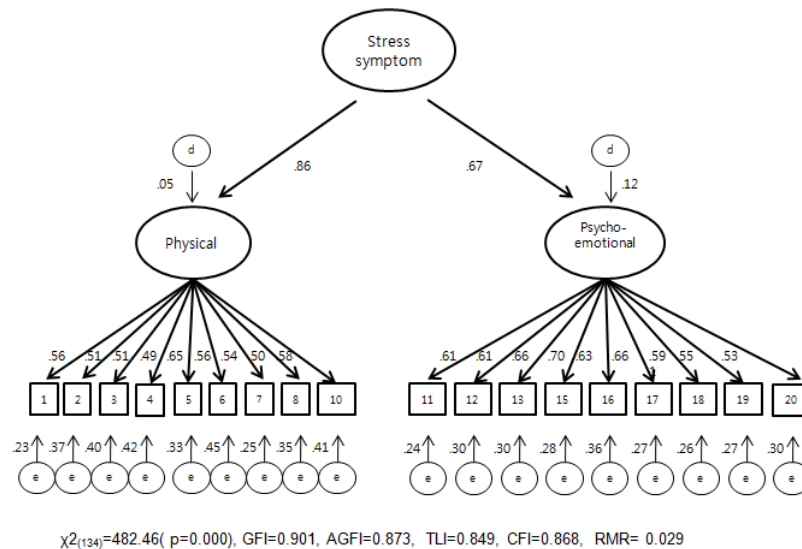 Stress
symptom
d
d
.05
.86
.67
.12
Physical
Psycho-
emotional
.56 .51 .51 .49 .65 .56 .54 .50 .58
.61 .61 .66 .70 .63 .66 .59 .55 .53
1 2 3 4 5 6 7 8 10
11 12 13 15 16 17 18 19 20
.23 .37 .40 .42 .33 .45 .25 .35 .41
.24 .30 .30 .28 .36 .27 .26 .27 .30
e e e e e e e e e
e e e e e e e e e
χ2(134)=482.46( p=0.000), GFI=0.901, AGFI=0.873, TLI=0.849, CFI=0.868, RMR= 0.029